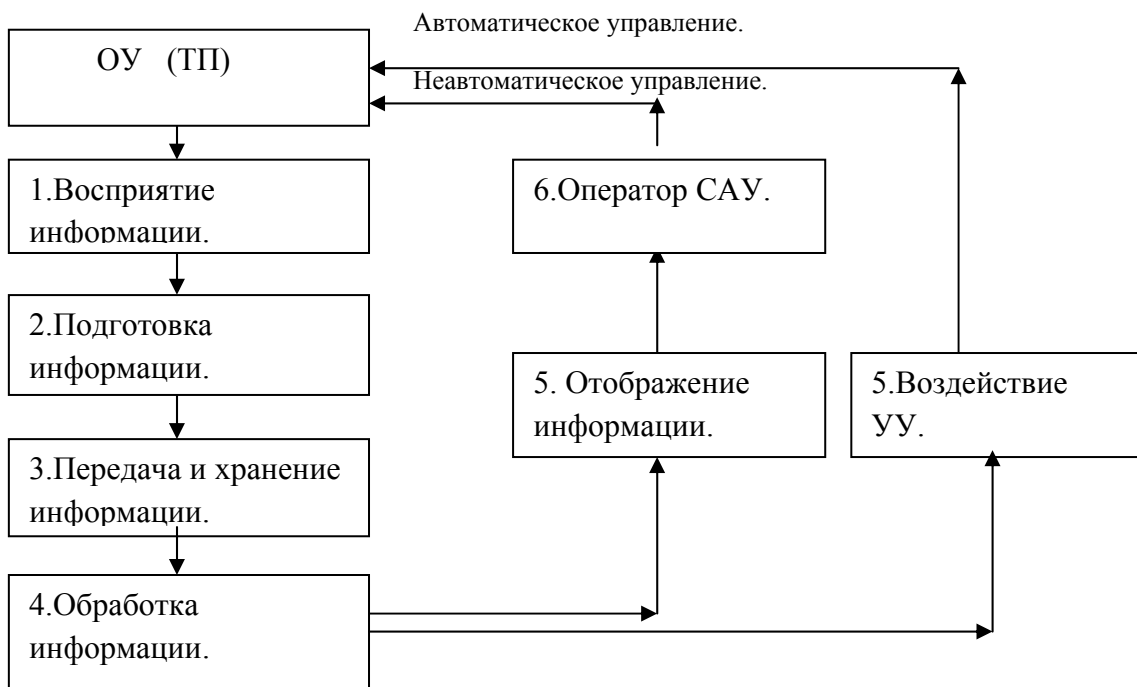 Автоматическое управление.
ОУ (ТП)
Неавтоматическое управление.
1.Восприятие
информации.
6.Оператор САУ.
2.Подготовка
информации.
5. Отображение
информации.
5.Воздействие
УУ.
3.Передача и хранение
информации.
4.Обработка
информации.